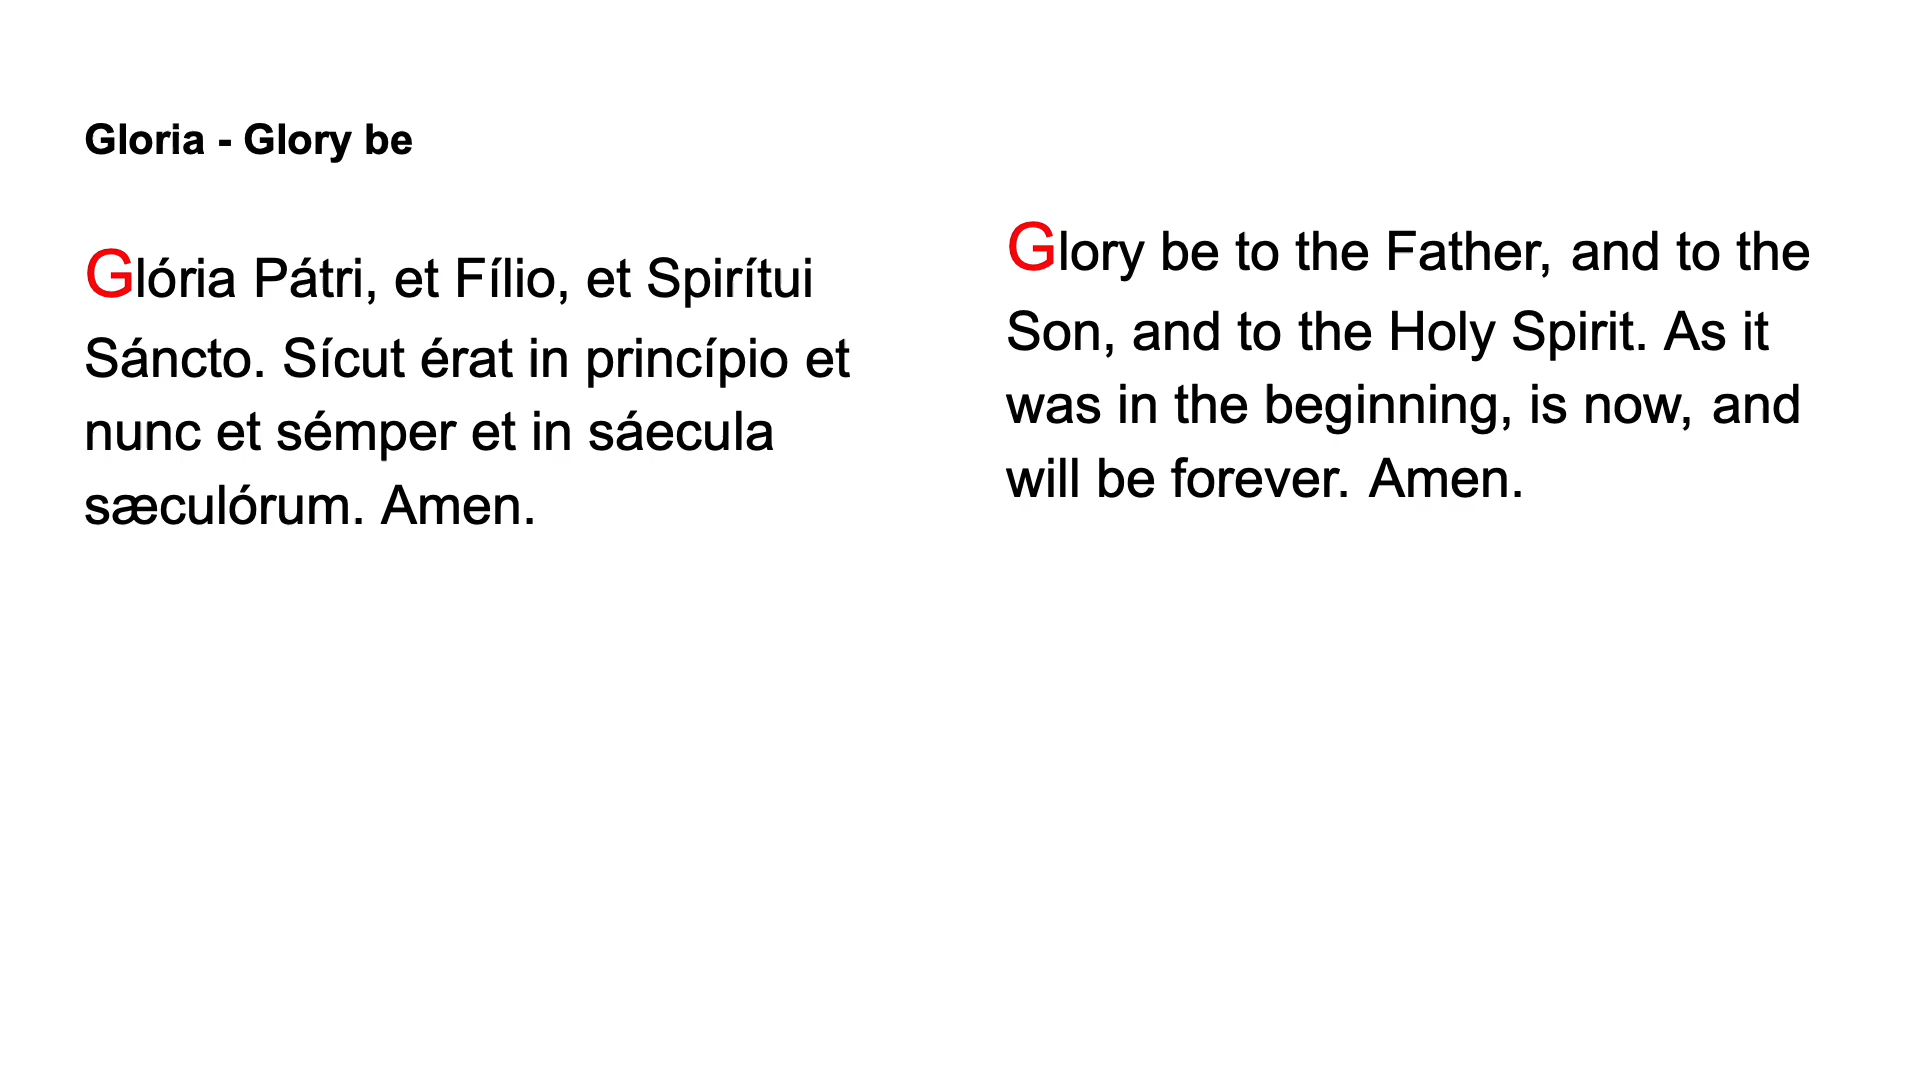 Gloria - Glory be
Glória Pátri, et Fílio, et Spirítui
Sáncto. Sícut érat in princípio et
nunc et sémper et in sáecula
sæculórum. Amen.
Glory be to the Father, and to the
Son, and to the Holy Spirit. As it
was in the beginning, is now, and
will be forever. Amen.